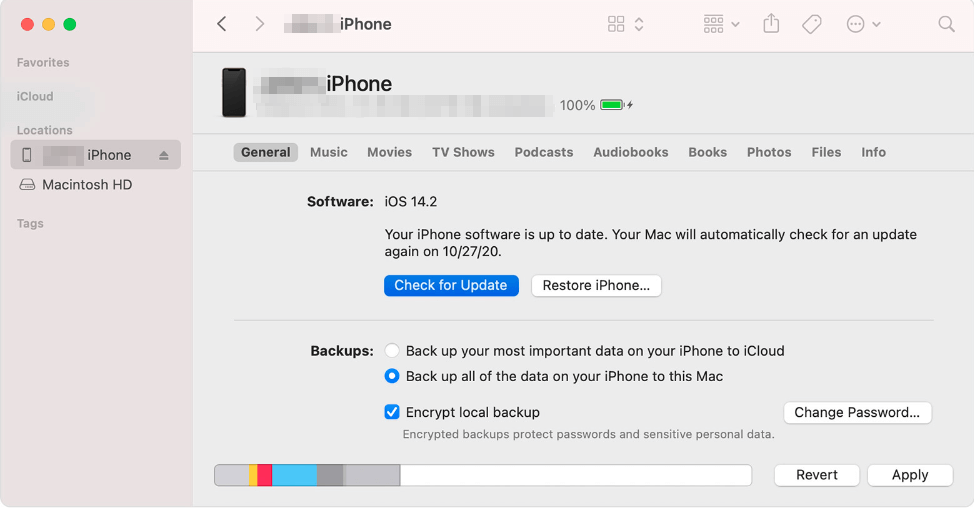 iPhone
Favorites
iCloud
Locations
iPhone
Macintosh HD
Tags
iPhone
100%
General Music Movies TV Shows Podcasts Audiobooks Books Photos Files Info
Software: iOS 14.2
Your iPhone software is up to date. Your Mac will automatically check for an update
again on 10/27/20.
Check for Update Restore iPhone...
Backups: Back up your most important data on your iPhone to iCloud
Back up all of the data on your iPhone to this Mac
Encrypt local backup Change Password...
Encrypted backups protect passwords and sensitive personal data.
Revert Apply